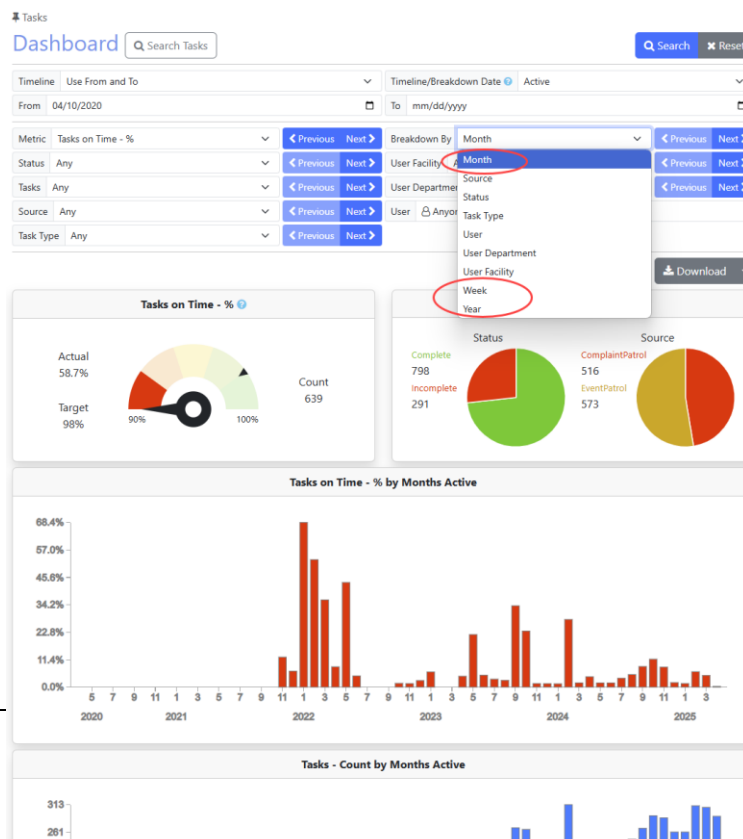 Tasks
Dashboard Search Tasks Search Reset
Timeline Use From and To Timeline/Breakdown Date Active
From 04/10/2020 To mm/dd/yyyy
Metric Tasks on Time - % Previous Next Breakdown By Month Previous Next
Status Any Previous Next User Facility Previous Next
Tasks Any Previous Next Previous Next
Source Any Previous Next User
Task Type Any Previous Next
Month
Source
Status
Task Type
User
User Department
User Facility
Week
Year
Download
Tasks on Time - %
Actual
58.7%
Target
98%
90% 100%
Count
639
Status
Complete
798
Incomplete
291
Source
ComplaintPatrol
516
EventPatrol
573
Tasks on Time - % by Months Active
68.4%
57.0%
45.6%
34.2%
22.8%
11.4%
0.0%
5 7 9 11 1 3 5 7 9 11 1 3 5 7 9 11 1 3 5 7 9 11 1 3 5 7 9 11 1 3
2020 2021 2022 2023 2024 2025
Tasks - Count by Months Active
313
261